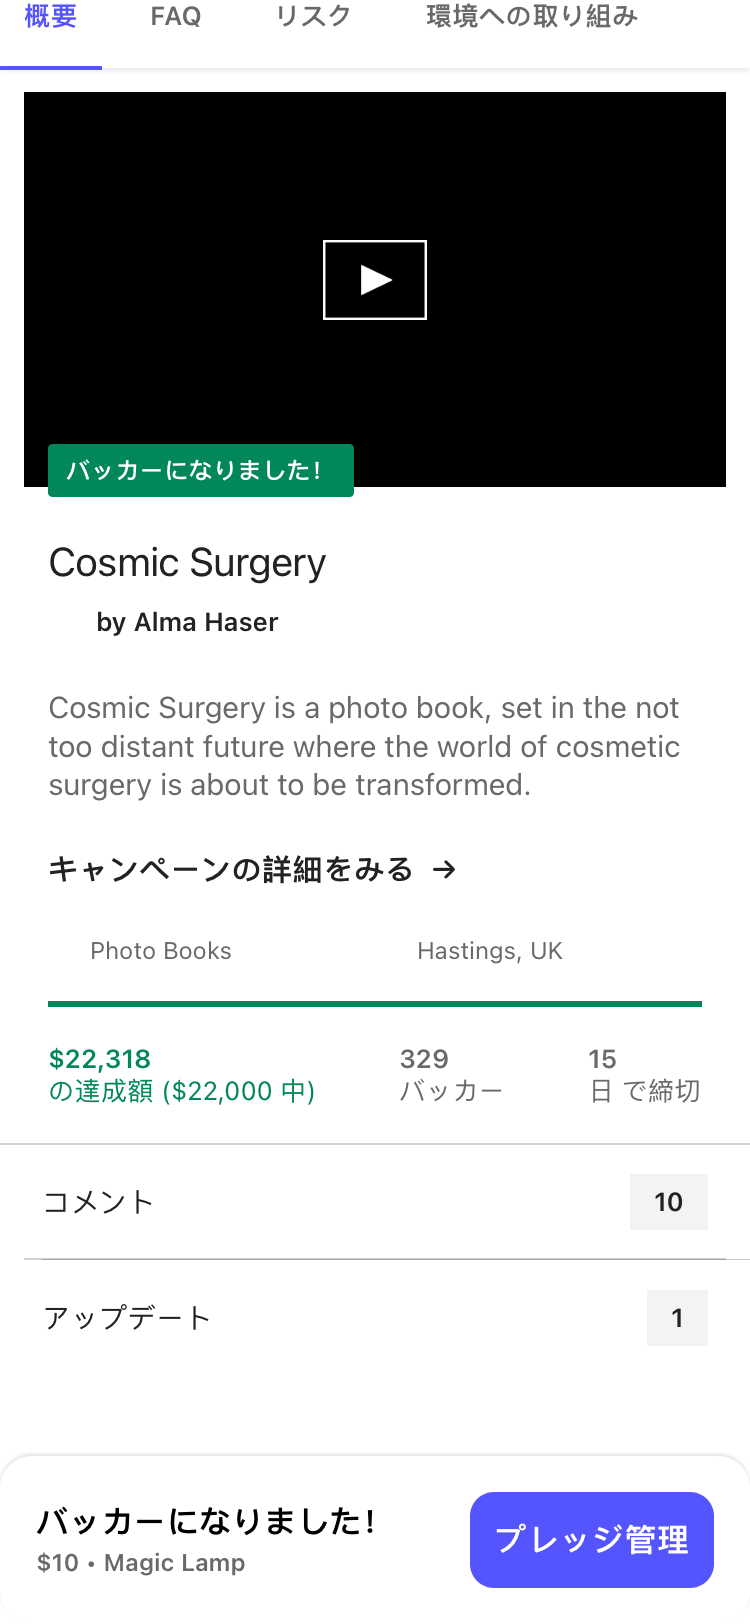 概要 FAQ リスク 環境への取り組み
バッカーになりました!
Cosmic Surgery
by Alma Haser
Cosmic Surgery is a photo book, set in the not
too distant future where the world of cosmetic
surgery is about to be transformed.
キャンペーンの詳細をみる →
Photo Books Hastings, UK
$22,318 329 15
の達成額 ($22,000 中) バッカー 日 で締切
コメント 10
アップデート 1
バッカーになりました!
$10 • Magic Lamp
プレッジ管理